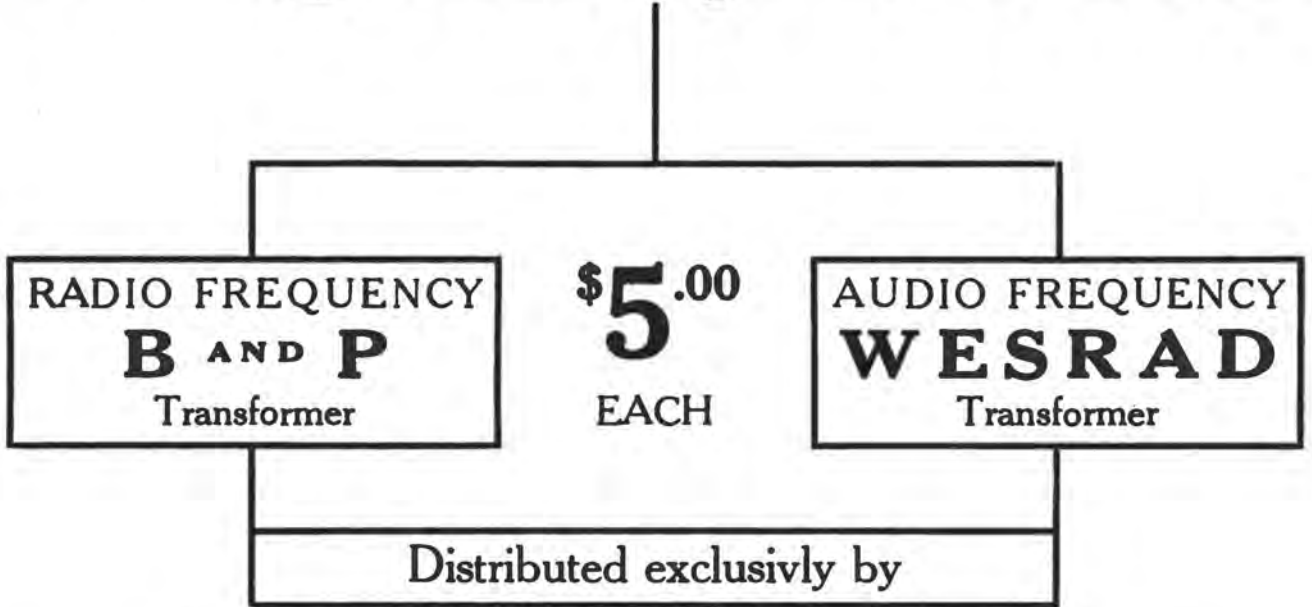 RADIO FREQUENCY
B AND P
Transformer
$5.00
EACH
AUDIO FREQUENCY
WESRAD
Transformer
Distributed exclusivly by